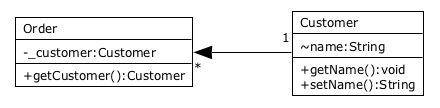 Order
-_customer:Customer
+getCustomer():Customer
*
1
Customer
~name:String
+getName():void
+setName():String